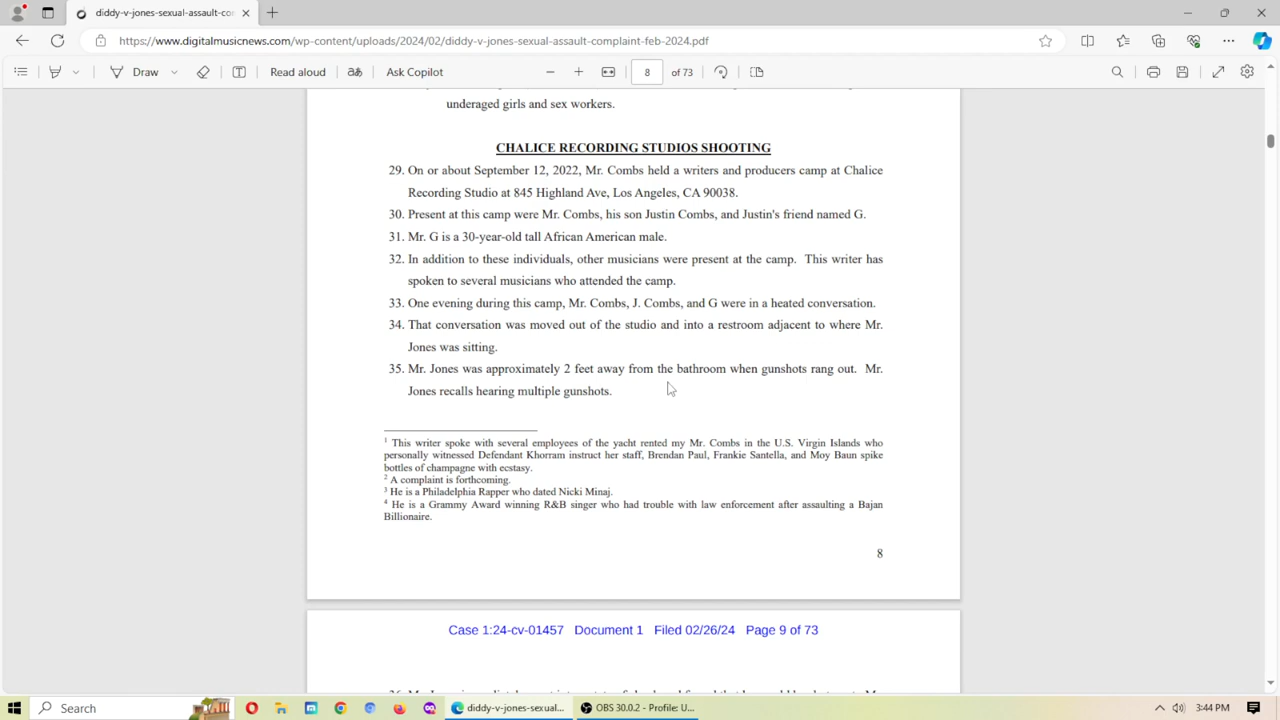 diddy-v-jones-sexual-assault-co
https://www.digitalmusicnews.com/wp-content/uploads/2024/02/diddy-v-jones-sexual-assault-complaint-feb-2024.pdf
Draw
Read aloud
Ask Copilot
8 of 73
underaged girls and sex workers.
CHALICE RECORDING STUDIOS SHOOTING
29. On or about September 12, 2022, Mr. Combs held a writers and producers camp at Chalice
Recording Studio at 845 Highland Ave, Los Angeles, CA 90038.
30. Present at this camp were Mr. Combs, his son Justin Combs, and Justin's friend named G.
31. Mr. G is a 30-year-old tall African American male.
32. In addition to these individuals, other musicians were present at the camp. This writer has
spoken to several musicians who attended the camp.
33. One evening during this camp, Mr. Combs, J. Combs, and G were in a heated conversation.
34. That conversation was moved out of the studio and into a restroom adjacent to where Mr.
Jones was sitting.
35. Mr. Jones was approximately 2 feet away from the bathroom when gunshots rang out. Mr.
Jones recalls hearing multiple gunshots.
1 This writer spoke with several employees of the yacht rented my Mr. Combs in the U.S. Virgin Islands who
personally witnessed Defendant Khorram instruct her staff, Brendan Paul, Frankie Santella, and Moy Baun spike
bottles of champagne with ecstasy.
2 A complaint is forthcoming.
3 He is a Philadelphia Rapper who dated Nicki Minaj.
4 He is a Grammy Award winning R&B singer who had trouble with law enforcement after assaulting a Bajan
Billionaire.
8
Case 1:24-cv-01457 Document 1 Filed 02/26/24 Page 9 of 73
Search
diddy-v-jones-sexual...
OBS 30.0.2 - Profile: U...
3:44 PM